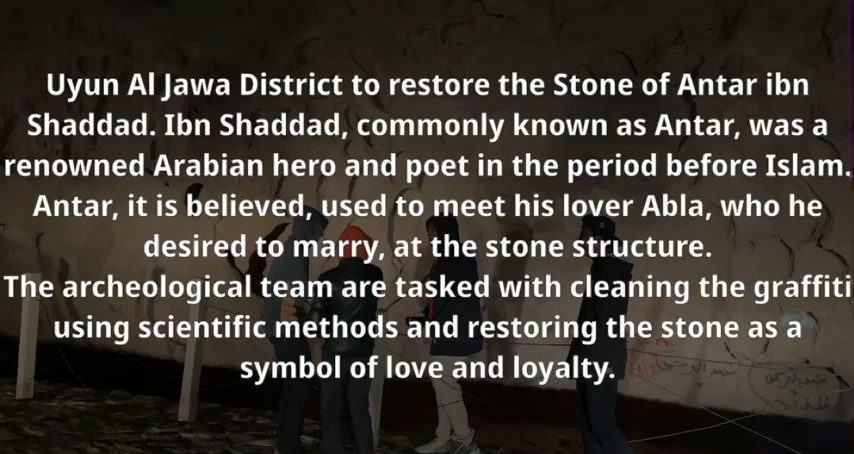 Uyun Al Jawa District to restore the Stone of Antar ibn
Shaddad. Ibn Shaddad, commonly known as Antar, was a
renowned Arabian hero and poet in the period before Islam.
Antar, it is believed, used to meet his lover Abla, who he
desired to marry, at the stone structure.
The archeological team are tasked with cleaning the graffiti
using scientific methods and restoring the stone as a
symbol of love and loyalty.